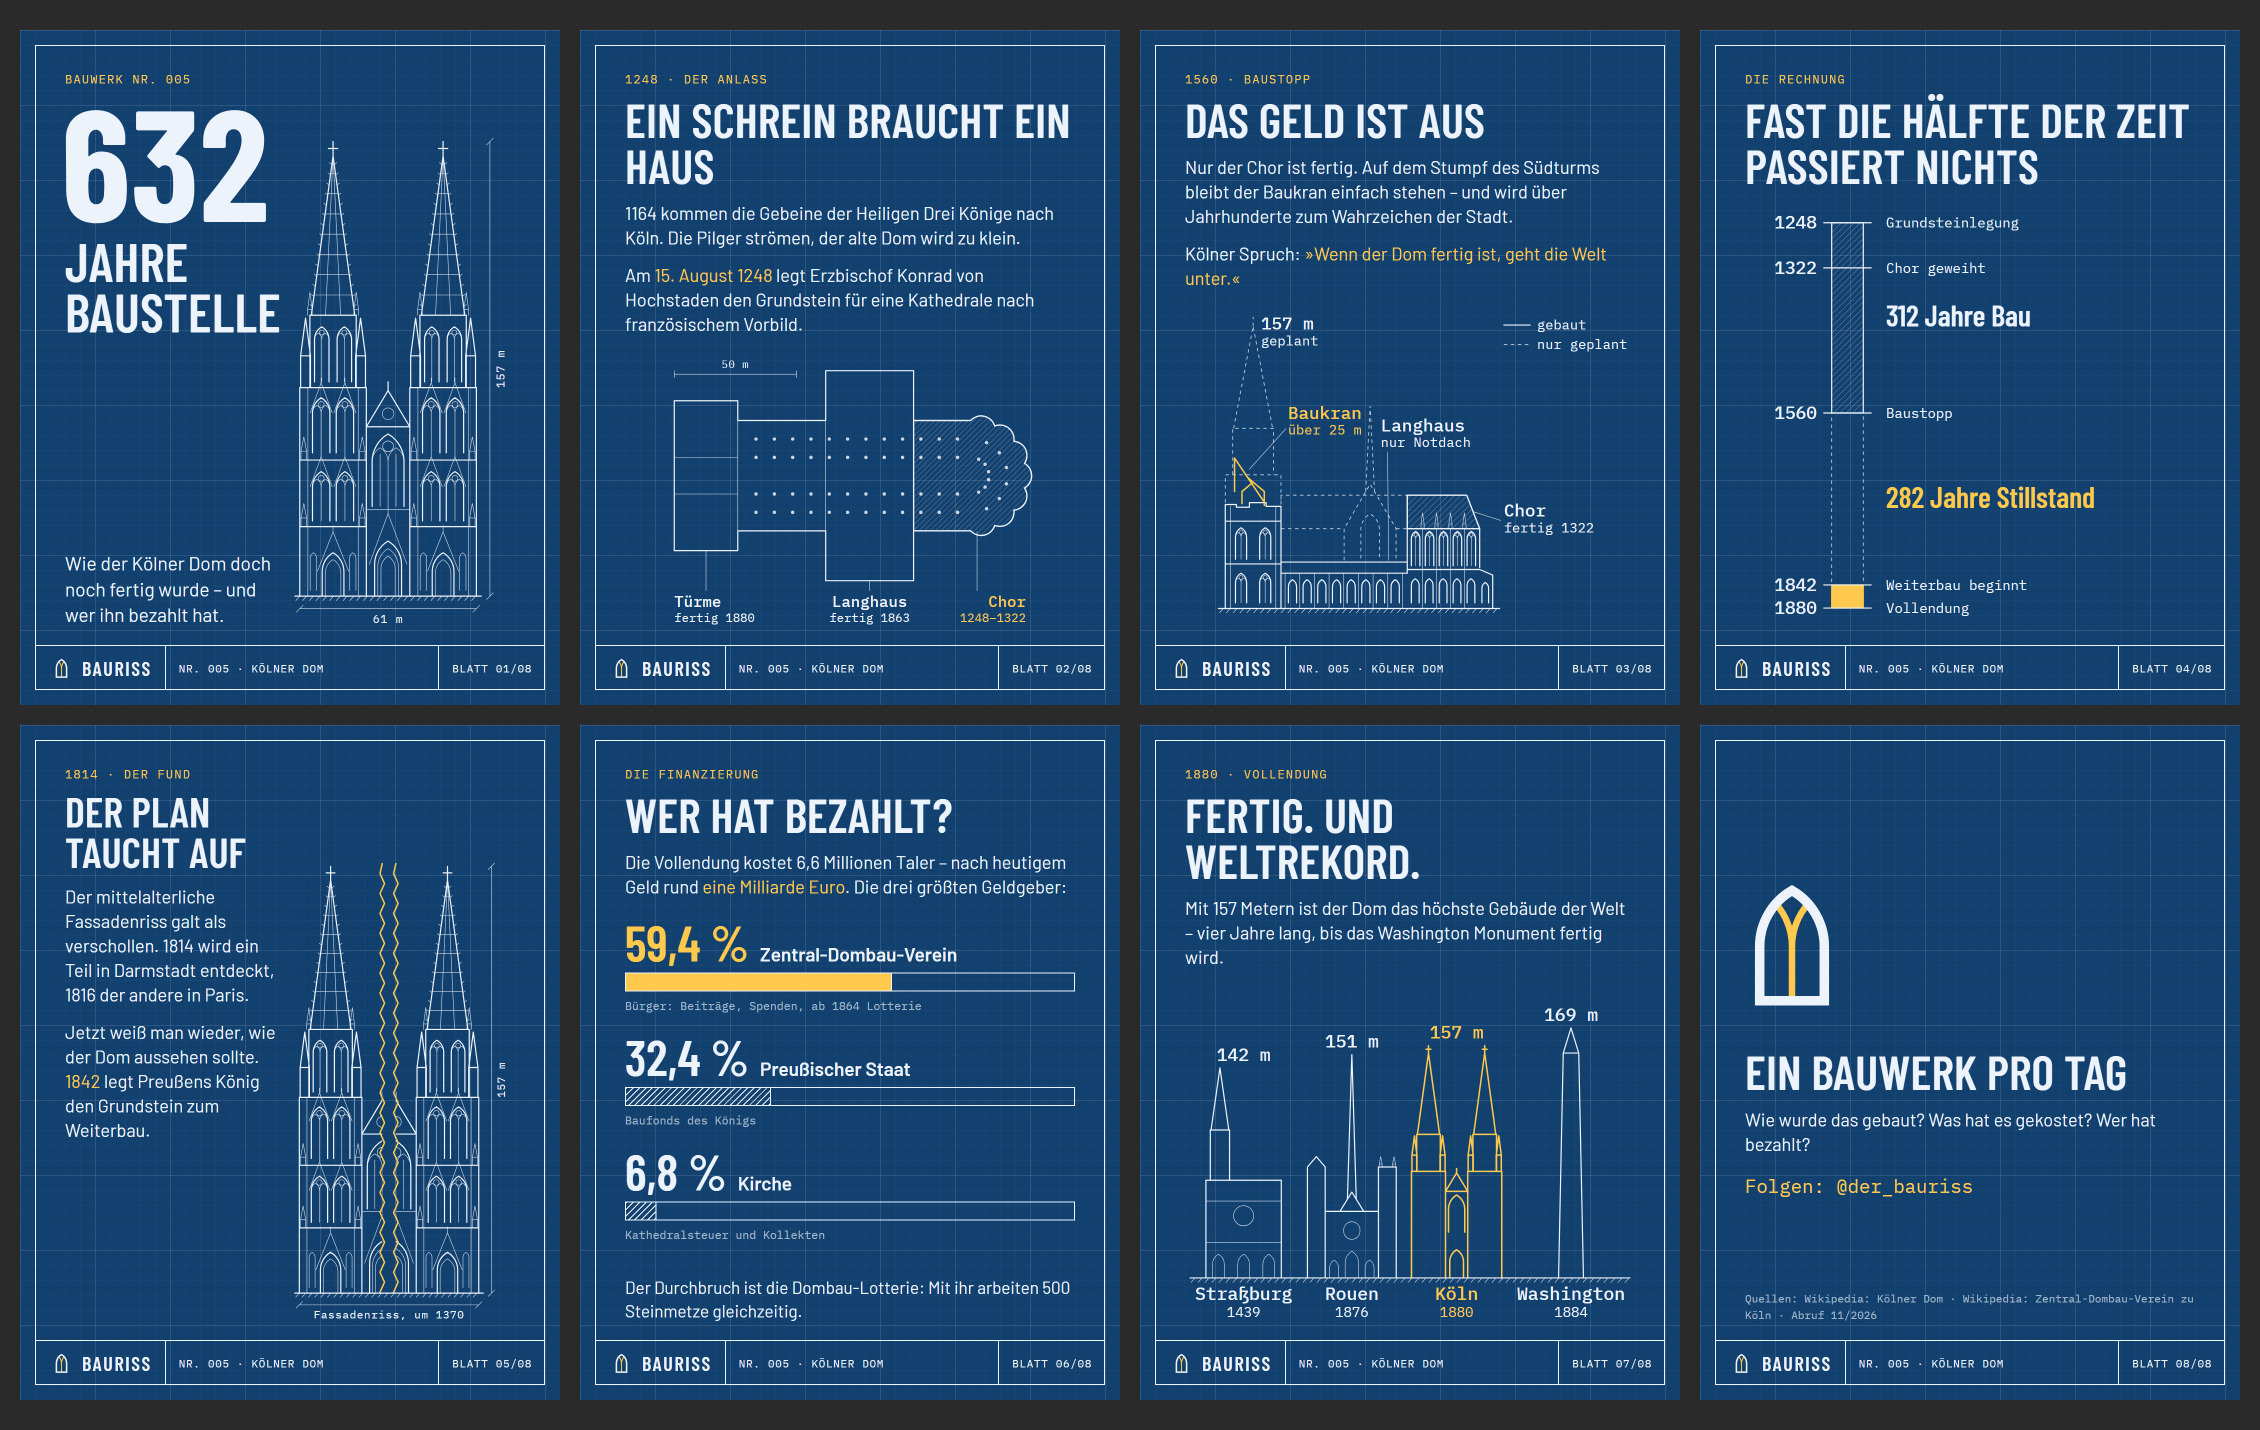 BAUWERK NR. 005
632
JAHRE
BAUSTELLE
157 m
Wie der Kölner Dom doch
noch fertig wurde – und
wer ihn bezahlt hat.
61 m
BAURISS
NR. 005 · KÖLNER DOM
BLATT 01/08
1248 · DER ANLASS
EIN SCHREIN BRAUCHT EIN
HAUS
1164 kommen die Gebeine der Heiligen Drei Könige nach
Köln. Die Pilger strömen, der alte Dom wird zu klein.
Am 15. August 1248 legt Erzbischof Konrad von
Hochstaden den Grundstein für eine Kathedrale nach
französischem Vorbild.
50 m
Türme
fertig 1880
Langhaus
fertig 1863
Chor
1248–1322
BAURISS
NR. 005 · KÖLNER DOM
BLATT 02/08
1560 · BAUSTOPP
DAS GELD IST AUS
Nur der Chor ist fertig. Auf dem Stumpf des Südturms
bleibt der Baukran einfach stehen – und wird über
Jahrhunderte zum Wahrzeichen der Stadt.
Kölner Spruch: »Wenn der Dom fertig ist, geht die Welt
unter.«
157 m
geplant
gebaut
nur geplant
Baukran
über 25 m
Langhaus
nur Notdach
Chor
fertig 1322
BAURISS
NR. 005 · KÖLNER DOM
BLATT 03/08
DIE RECHNUNG
FAST DIE HÄLFTE DER ZEIT
PASSIERT NICHTS
1248 Grundsteinlegung
1322 Chor geweiht
312 Jahre Bau
1560 Baustopp
282 Jahre Stillstand
1842 Weiterbau beginnt
1880 Vollendung
BAURISS
NR. 005 · KÖLNER DOM
BLATT 04/08
1814 · DER FUND
DER PLAN
TAUCHT AUF
Der mittelalterliche
Fassadenriss galt als
verschollen. 1814 wird ein
Teil in Darmstadt entdeckt,
1816 der andere in Paris.
Jetzt weiß man wieder, wie
der Dom aussehen sollte.
1842 legt Preußens König
den Grundstein zum
Weiterbau.
157 m
Fassadenriss, um 1370
BAURISS
NR. 005 · KÖLNER DOM
BLATT 05/08
DIE FINANZIERUNG
WER HAT BEZAHLT?
Die Vollendung kostet 6,6 Millionen Taler – nach heutigem
Geld rund eine Milliarde Euro. Die drei größten Geldgeber:
59,4 % Zentral-Dombau-Verein
Bürger: Beiträge, Spenden, ab 1864 Lotterie
32,4 % Preußischer Staat
Baufonds des Königs
6,8 % Kirche
Kathedralsteuer und Kollekten
Der Durchbruch ist die Dombau-Lotterie: Mit ihr arbeiten 500
Steinmetze gleichzeitig.
BAURISS
NR. 005 · KÖLNER DOM
BLATT 06/08
1880 · VOLLENDUNG
FERTIG. UND
WELTREKORD.
Mit 157 Metern ist der Dom das höchste Gebäude der Welt
– vier Jahre lang, bis das Washington Monument fertig
wird.
142 m
151 m
157 m
169 m
Straßburg
1439
Rouen
1876
Köln
1880
Washington
1884
BAURISS
NR. 005 · KÖLNER DOM
BLATT 07/08
EIN BAUWERK PRO TAG
Wie wurde das gebaut? Was hat es gekostet? Wer hat
bezahlt?
Folgen: @der_bauriss
Quellen: Wikipedia: Kölner Dom · Wikipedia: Zentral-Dombau-Verein zu
Köln · Abruf 11/2026
BAURISS
NR. 005 · KÖLNER DOM
BLATT 08/08